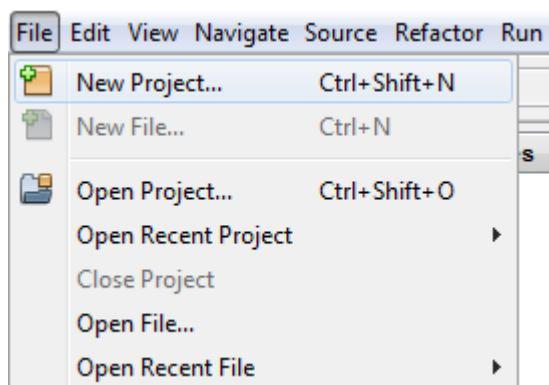 File Edit View Navigate Source Refactor Run
New Project... Ctrl+Shift+N
New File... Ctrl+N
s
Open Project... Ctrl+Shift+O
Open Recent Project
Close Project
Open File...
Open Recent File